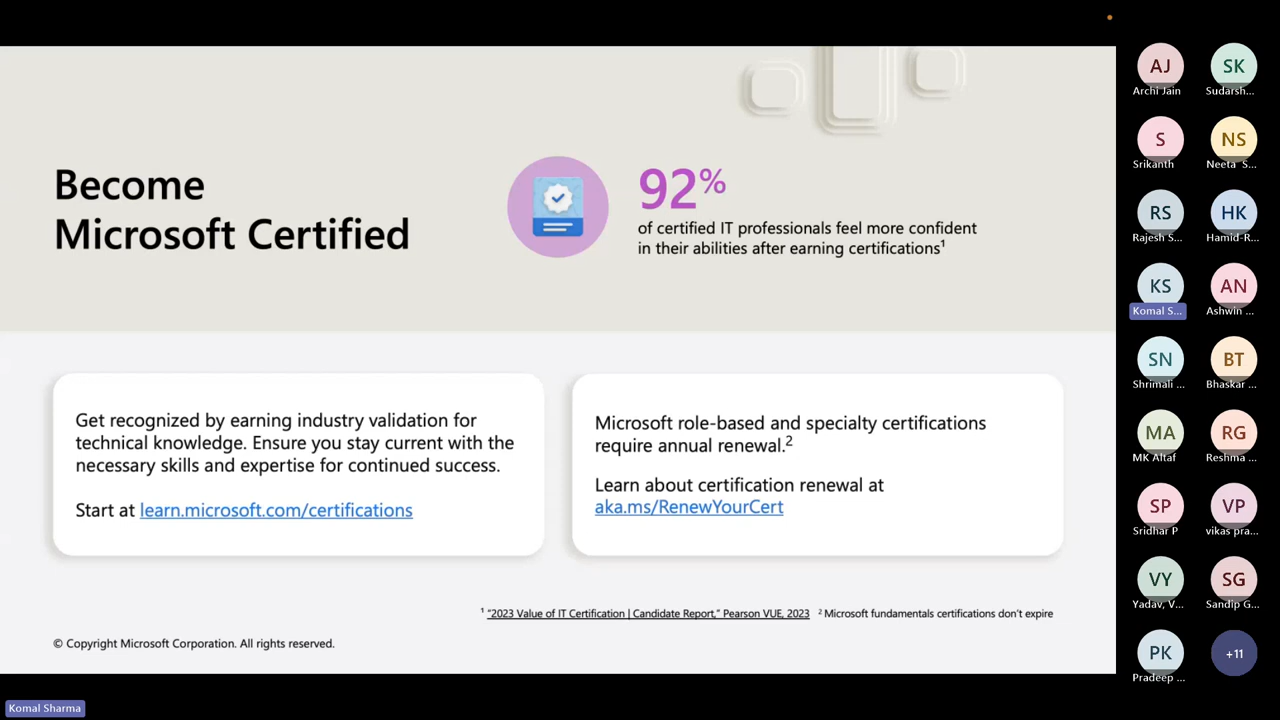 Become
Microsoft Certified
92%
of certified IT professionals feel more confident
in their abilities after earning certifications¹
Get recognized by earning industry validation for
technical knowledge. Ensure you stay current with the
necessary skills and expertise for continued success.
Start at learn.microsoft.com/certifications
Microsoft role-based and specialty certifications
require annual renewal.²
Learn about certification renewal at
aka.ms/RenewYourCert
¹ "2023 Value of IT Certification | Candidate Report," Pearson VUE, 2023 ² Microsoft fundamentals certifications don't expire
© Copyright Microsoft Corporation. All rights reserved.
AJ
Archi Jain
SK
Sudarsh...
S
Srikanth
NS
Neeta S...
RS
Rajesh S...
HK
Hamid-R...
KS
Komal S...
AN
Ashwin ...
SN
Shrimali ...
BT
Bhaskar ...
MA
MK Altaf
RG
Reshma ...
SP
Sridhar P
VP
vikas pra...
VY
Yadav, V...
SG
Sandip G...
PK
Pradeep ...
+11
Komal Sharma